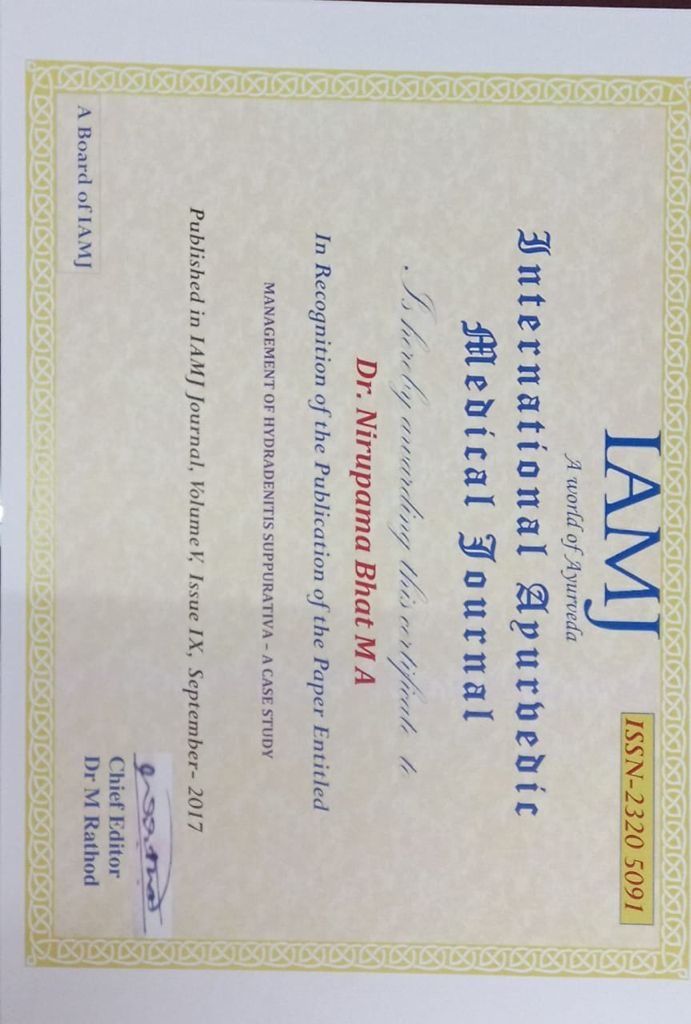 IAMJ
ISSN-2320 5091
A world of Ayurveda
International Ayurvedic
Medical Journal
Is hereby awarding this certificate to
Dr. Nirupama Bhat M A
In Recognition of the Publication of the Paper Entitled
MANAGEMENT OF HYDRADENITIS SUPPURATIVA – A CASE STUDY
Published in IAMJ Journal, Volume V, Issue IX, September- 2017
A Board of IAMJ
Chief Editor
Dr M Rathod